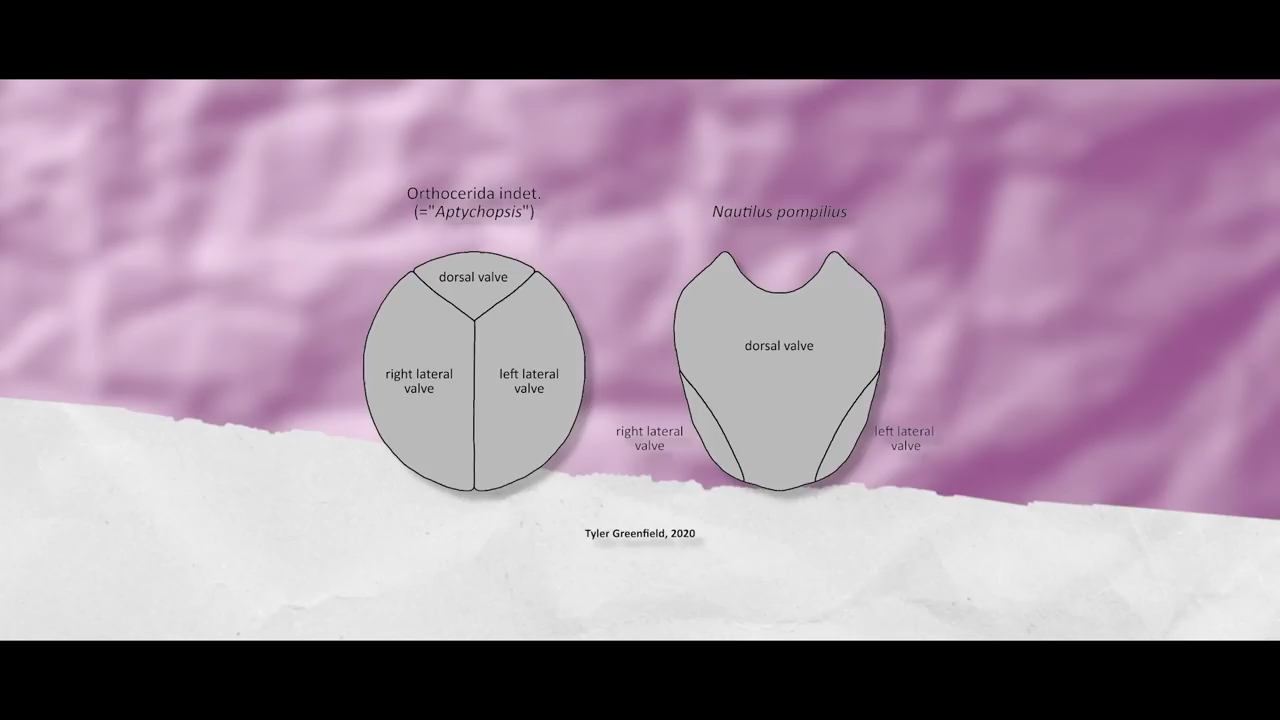 Orthocerida indet.
(="Aptychopsis")
dorsal valve
right lateral
valve
left lateral
valve
Nautilus pompilius
dorsal valve
right lateral
valve
left lateral
valve
Tyler Greenfield, 2020